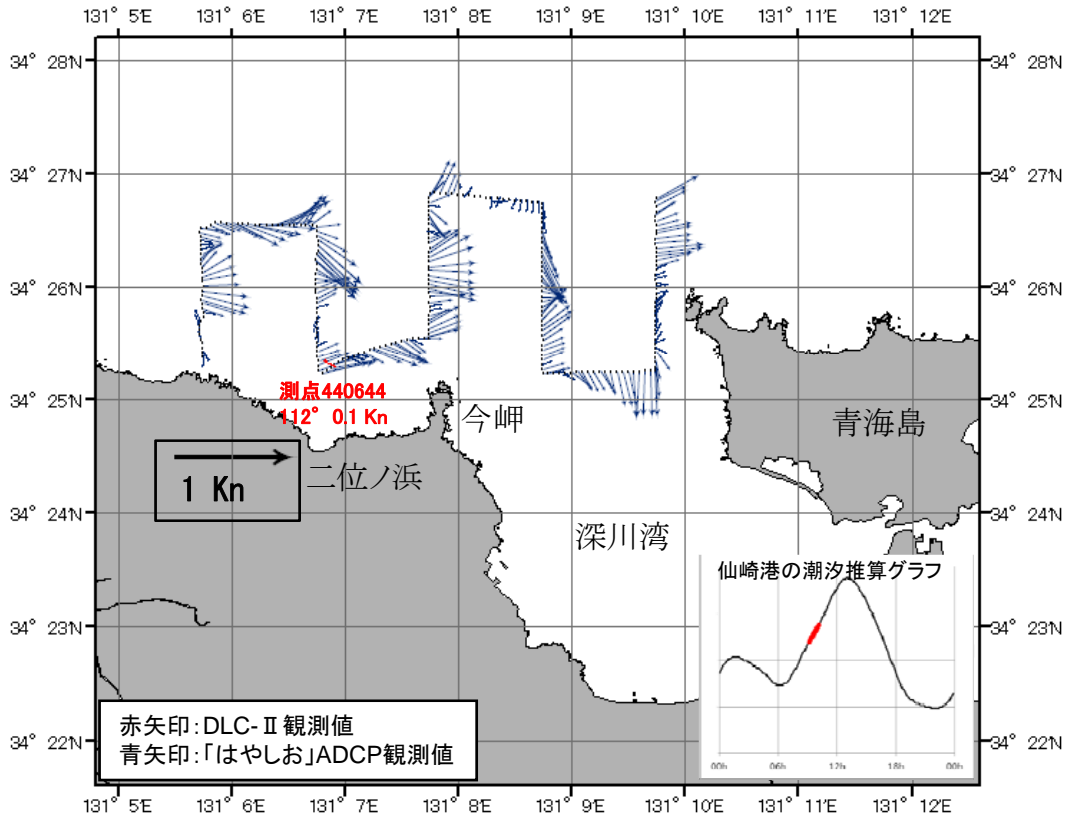 131° 5'E 131° 6'E 131° 7'E 131° 8'E 131° 9'E 131° 10'E 131° 11'E 131° 12'E
34° 28'N 34° 28'N
34° 27'N 34° 27'N
34° 26'N 34° 26'N
34° 25'N 34° 25'N
34° 24'N 34° 24'N
34° 23'N 34° 23'N
34° 22'N 34° 22'N
測点440644
112° 0.1 Kn
今岬
青海島
1 Kn
二位ノ浜
深川湾
仙崎港の潮汐推算グラフ
00h 06h 12h 18h 00h
赤矢印:DLC-Ⅱ観測値
青矢印:「はやしお」ADCP観測値
131° 5'E 131° 6'E 131° 7'E 131° 8'E 131° 9'E 131° 10'E 131° 11'E 131° 12'E